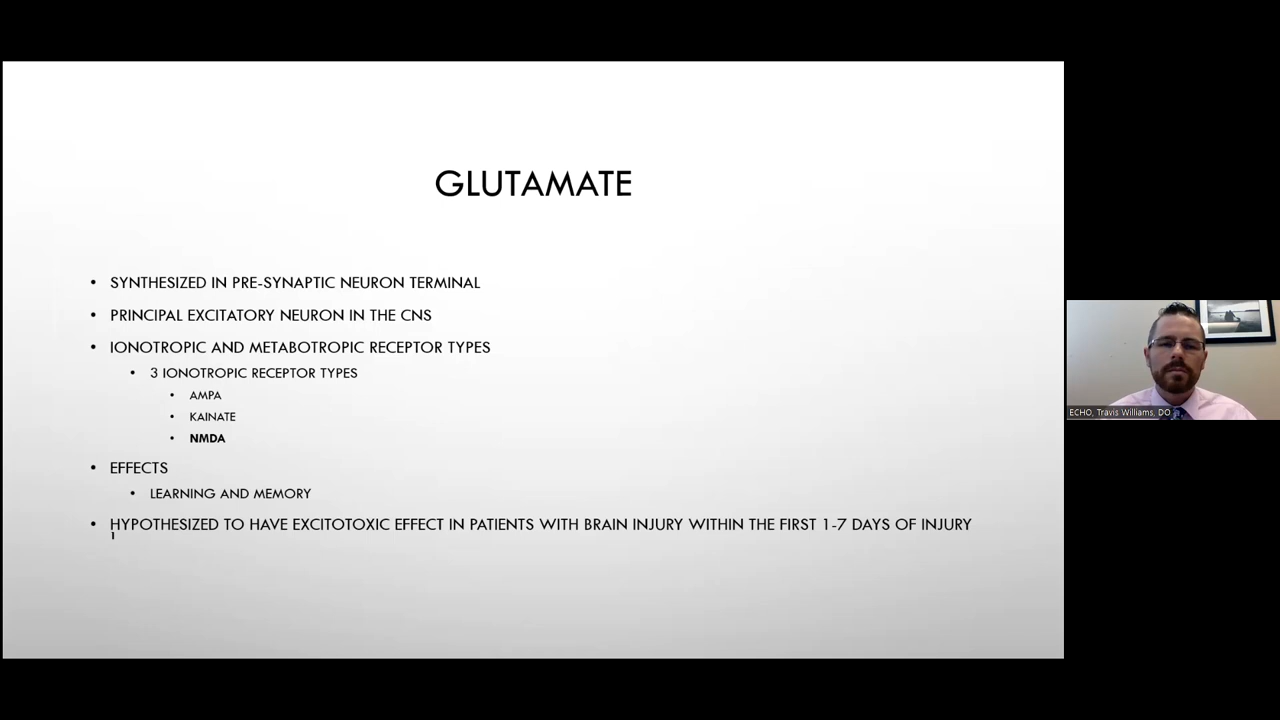 GLUTAMATE
• SYNTHESIZED IN PRE-SYNAPTIC NEURON TERMINAL
• PRINCIPAL EXCITATORY NEURON IN THE CNS
• IONOTROPIC AND METABOTROPIC RECEPTOR TYPES
• 3 IONOTROPIC RECEPTOR TYPES
• AMPA
• KAINATE
• NMDA
• EFFECTS
• LEARNING AND MEMORY
• HYPOTHESIZED TO HAVE EXCITOTOXIC EFFECT IN PATIENTS WITH BRAIN INJURY WITHIN THE FIRST 1-7 DAYS OF INJURY
1
ECHO, Travis Williams, DO